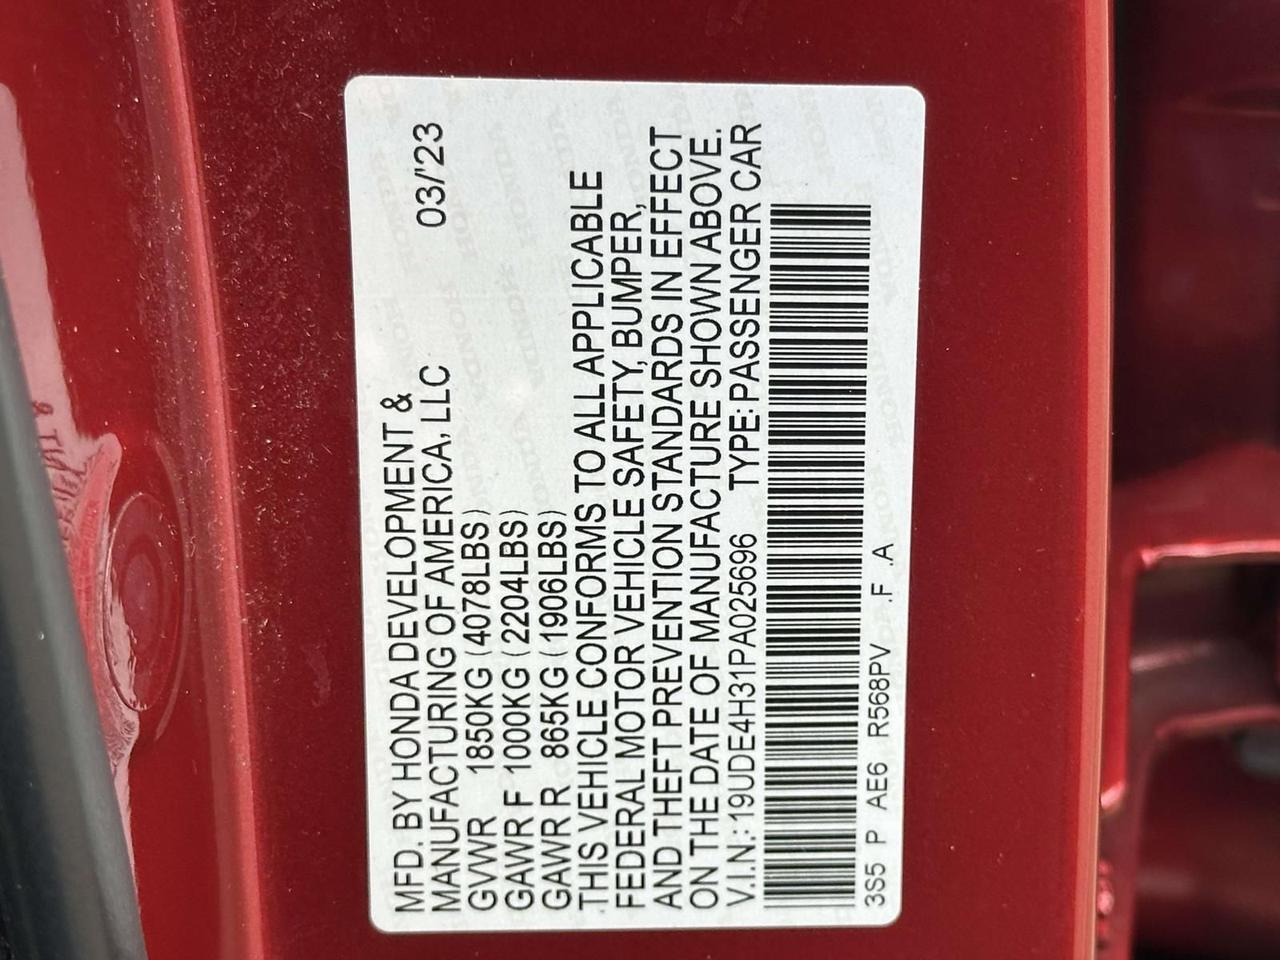 MFD. BY HONDA DEVELOPMENT &
MANUFACTURING OF AMERICA, LLC 03/'23
GVWR 1850KG (4078LBS)
GAWR F 1000KG (2204LBS)
GAWR R 865KG (1906LBS)
THIS VEHICLE CONFORMS TO ALL APPLICABLE
FEDERAL MOTOR VEHICLE SAFETY, BUMPER,
AND THEFT PREVENTION STANDARDS IN EFFECT
ON THE DATE OF MANUFACTURE SHOWN ABOVE.
V.I.N.: 19UDE4H31PA025696 TYPE: PASSENGER CAR
3S5 P AE6 R568PV .F .A